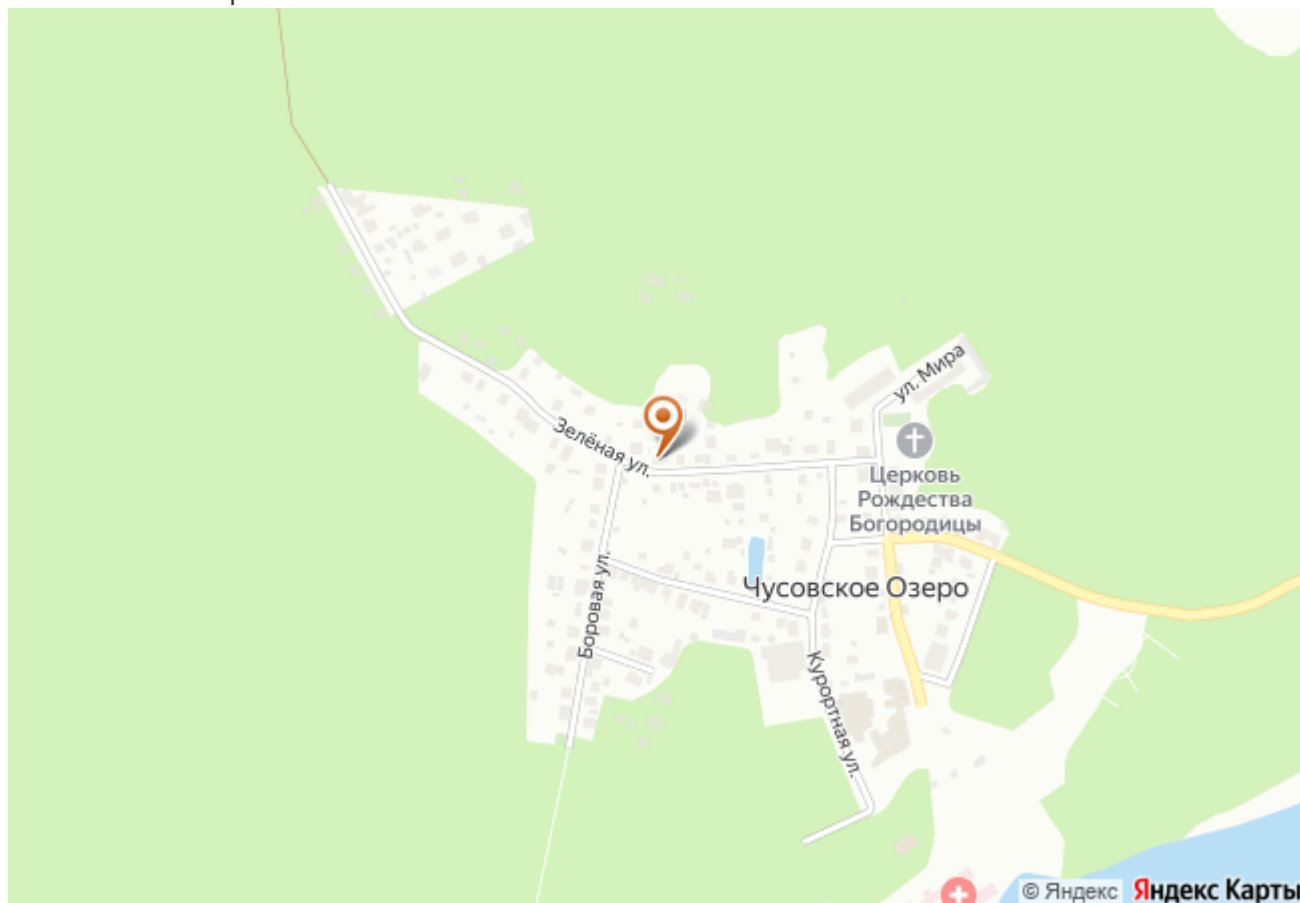 ул. Мира
Зелёная ул.
Церковь
Рождества
Богородицы
Чусовское Озеро
Боровая ул.
Курортная ул.
© Яндекс Яндекс Карты